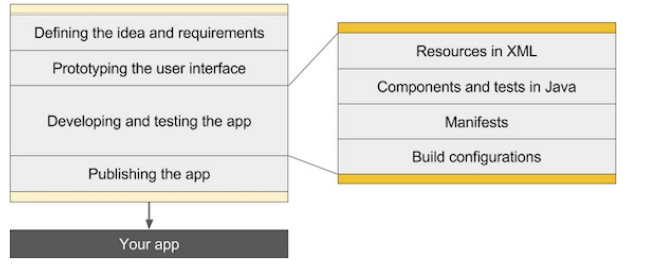 Defining the idea and requirements
Prototyping the user interface
Developing and testing the app
Publishing the app
Your app
Resources in XML
Components and tests in Java
Manifests
Build configurations